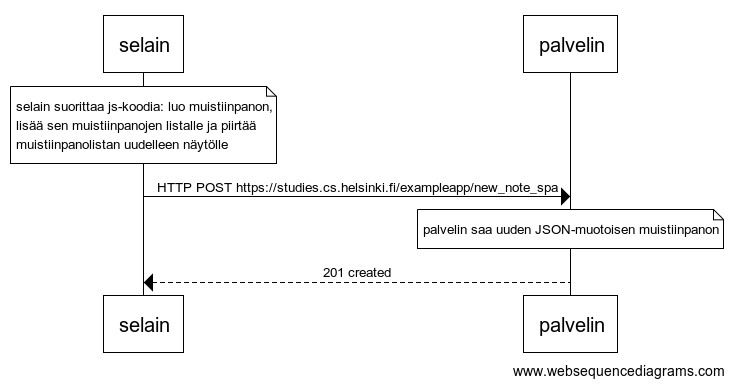 selain
palvelin
selain suorittaa js-koodia: luo muistiinpanon,
lisää sen muistiinpanojen listalle ja piirtää
muistiinpanolistan uudelleen näytölle
HTTP POST https://studies.cs.helsinki.fi/exampleapp/new_note_spa
palvelin saa uuden JSON-muotoisen muistiinpanon
201 created
selain
palvelin
www.websequencediagrams.com